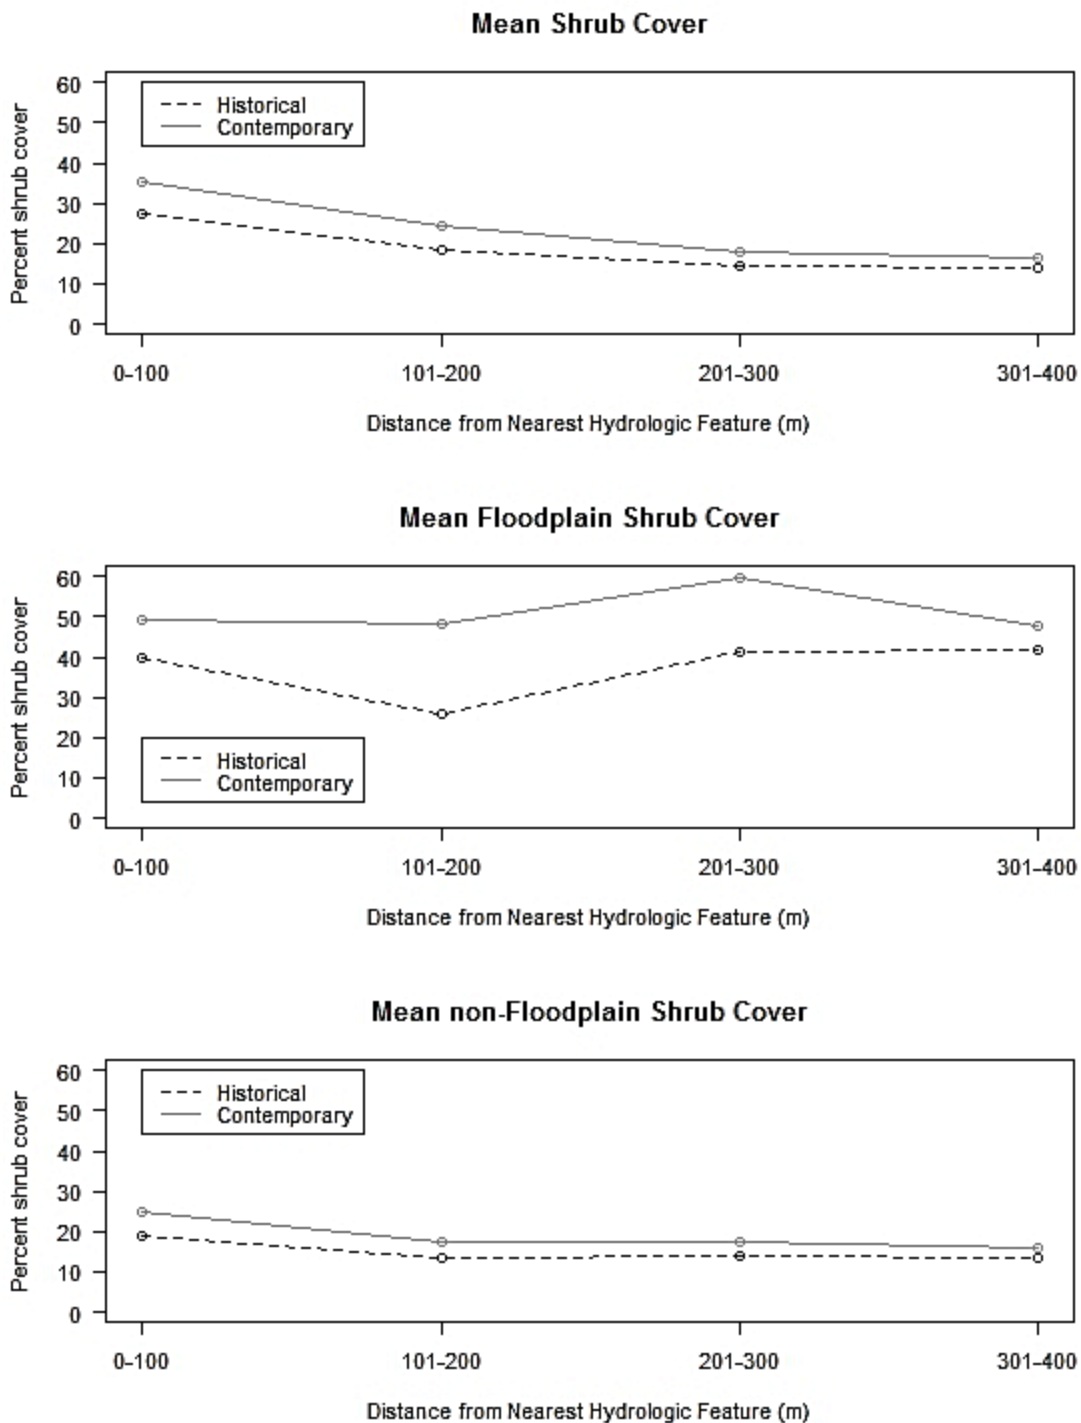 Mean Shrub Cover
Percent shrub cover
60
50
40
30
20
10
0
Historical
Contemporary
0-100
101-200
201-300
301-400
Distance from Nearest Hydrologic Feature (m)
Mean Floodplain Shrub Cover
Percent shrub cover
60
50
40
30
20
10
0
Historical
Contemporary
0-100
101-200
201-300
301-400
Distance from Nearest Hydrologic Feature (m)
Mean non-Floodplain Shrub Cover
Percent shrub cover
60
50
40
30
20
10
0
Historical
Contemporary
0-100
101-200
201-300
301-400
Distance from Nearest Hydrologic Feature (m)